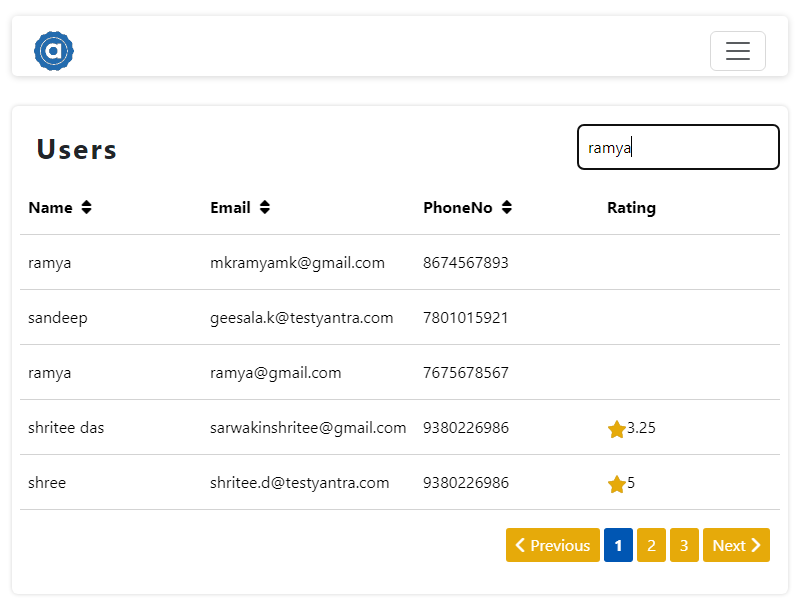 a
Users
ramya
Name Email PhoneNo Rating
ramya mkramyamk@gmail.com 8674567893
sandeep geesala.k@testyantra.com 7801015921
ramya ramya@gmail.com 7675678567
shritee das sarwakinshritee@gmail.com 9380226986 3.25
shree shritee.d@testyantra.com 9380226986 5
Previous 1 2 3 Next